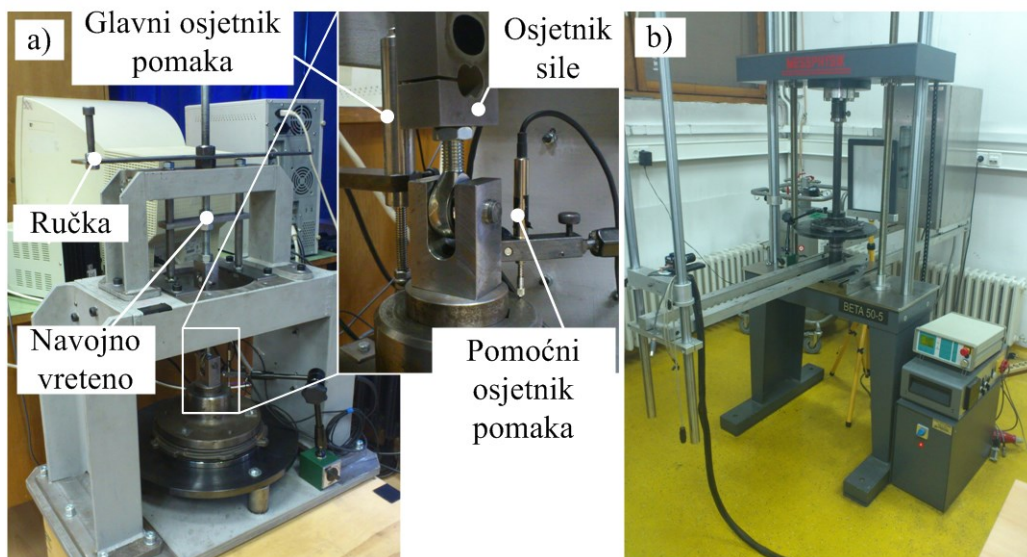 a)
Glavni osjetnik
pomaka
Osjetnik
sile
b)
Ručka
Navojno
vreteno
Pomoćni
osjetnik
pomaka
BETA 50-5